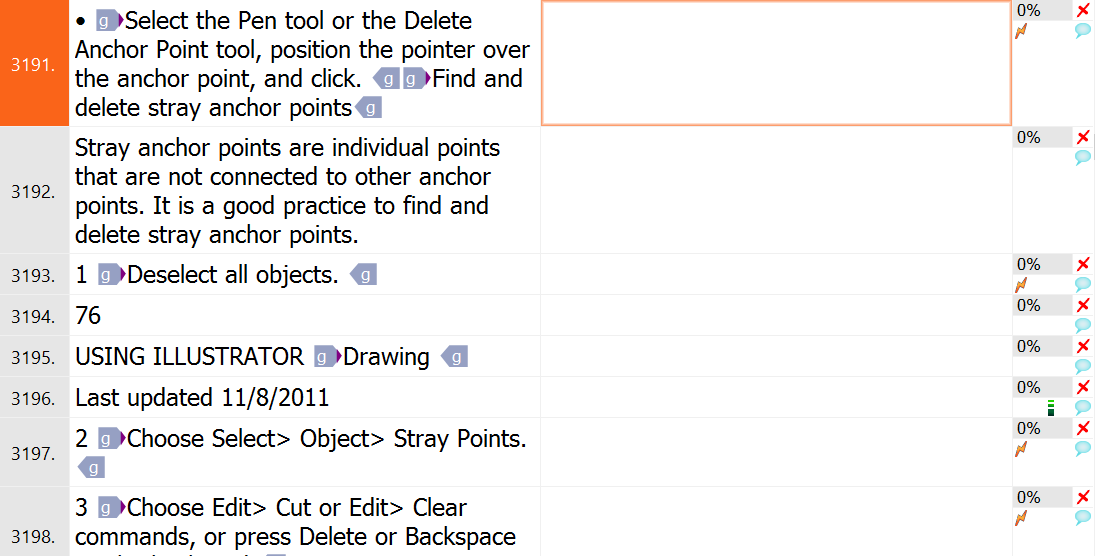 3191.
• g Select the Pen tool or the Delete
Anchor Point tool, position the pointer over
the anchor point, and click. g g Find and
delete stray anchor points g
0%
3192.
Stray anchor points are individual points
that are not connected to other anchor
points. It is a good practice to find and
delete stray anchor points.
0%
3193.
1 g Deselect all objects. g
0%
3194.
76
0%
3195.
USING ILLUSTRATOR g Drawing g
0%
3196.
Last updated 11/8/2011
0%
3197.
2 g Choose Select> Object> Stray Points.
g
0%
3198.
3 g Choose Edit> Cut or Edit> Clear
commands, or press Delete or Backspace
0%